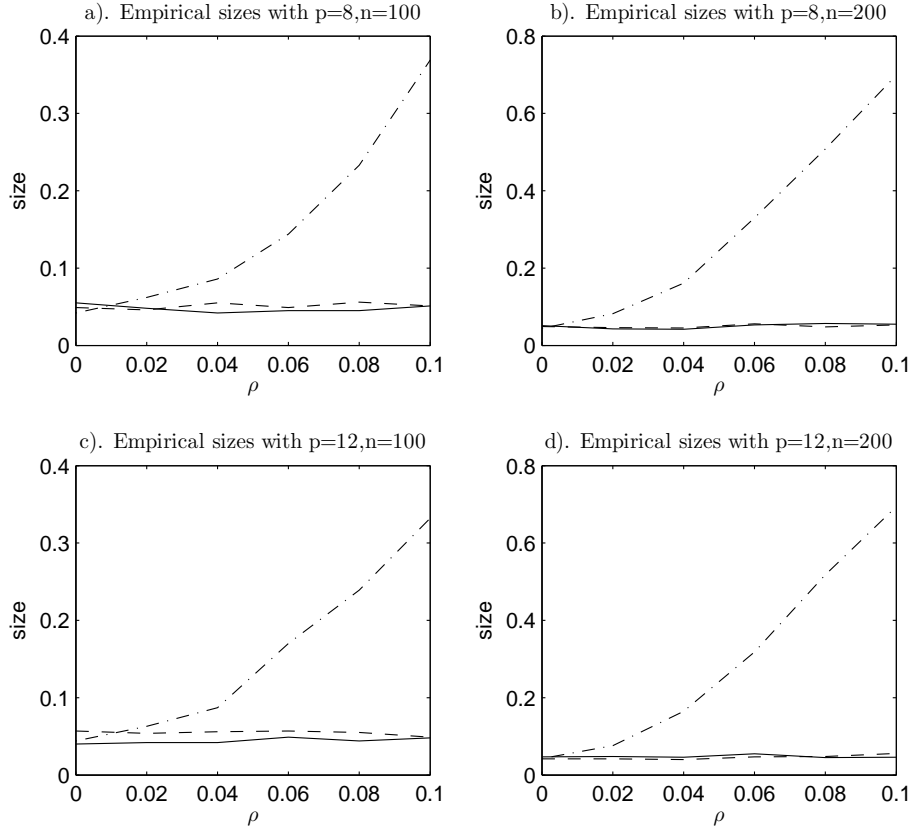 a). Empirical sizes with p=8,n=100
0.4
0.3
0.2
0.1
0
size
0 0.02 0.04 0.06 0.08 0.1
ρ
b). Empirical sizes with p=8,n=200
0.8
0.6
0.4
0.2
0
size
0 0.02 0.04 0.06 0.08 0.1
ρ
c). Empirical sizes with p=12,n=100
0.4
0.3
0.2
0.1
0
size
0 0.02 0.04 0.06 0.08 0.1
ρ
d). Empirical sizes with p=12,n=200
0.8
0.6
0.4
0.2
0
size
0 0.02 0.04 0.06 0.08 0.1
ρ